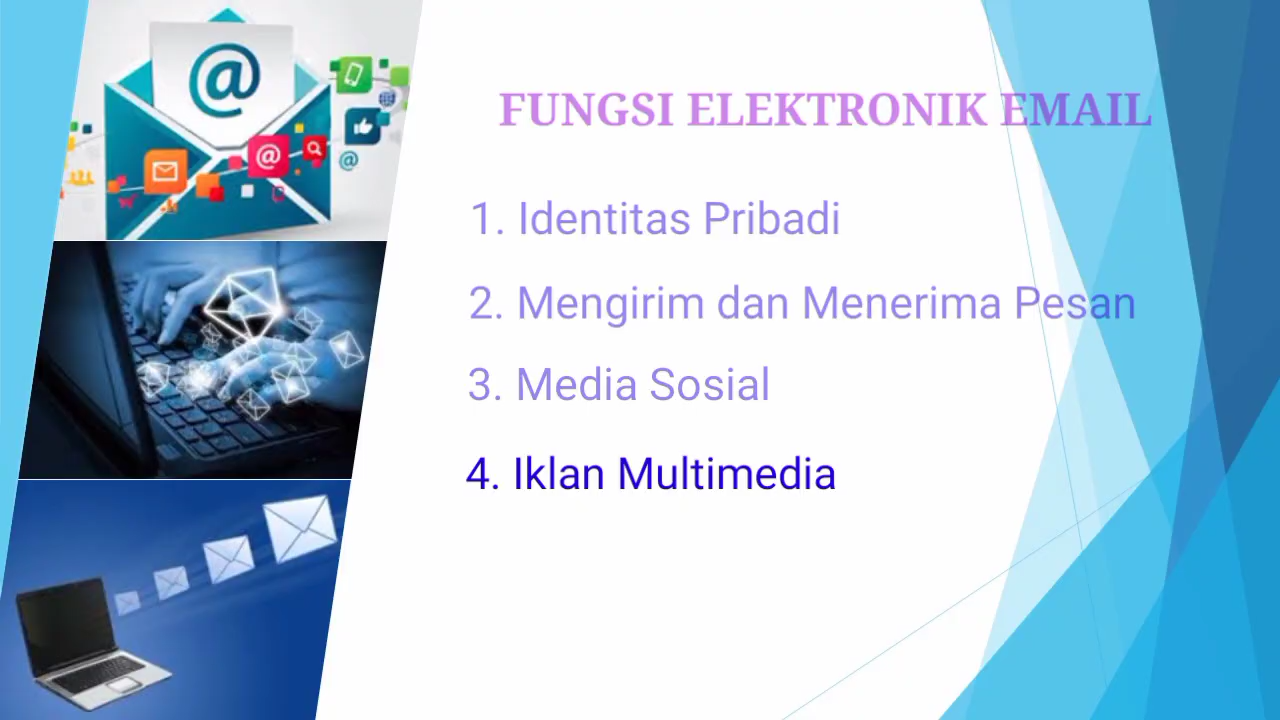 FUNGSI ELEKTRONIK EMAIL
1. Identitas Pribadi
2. Mengirim dan Menerima Pesan
3. Media Sosial
4. Iklan Multimedia